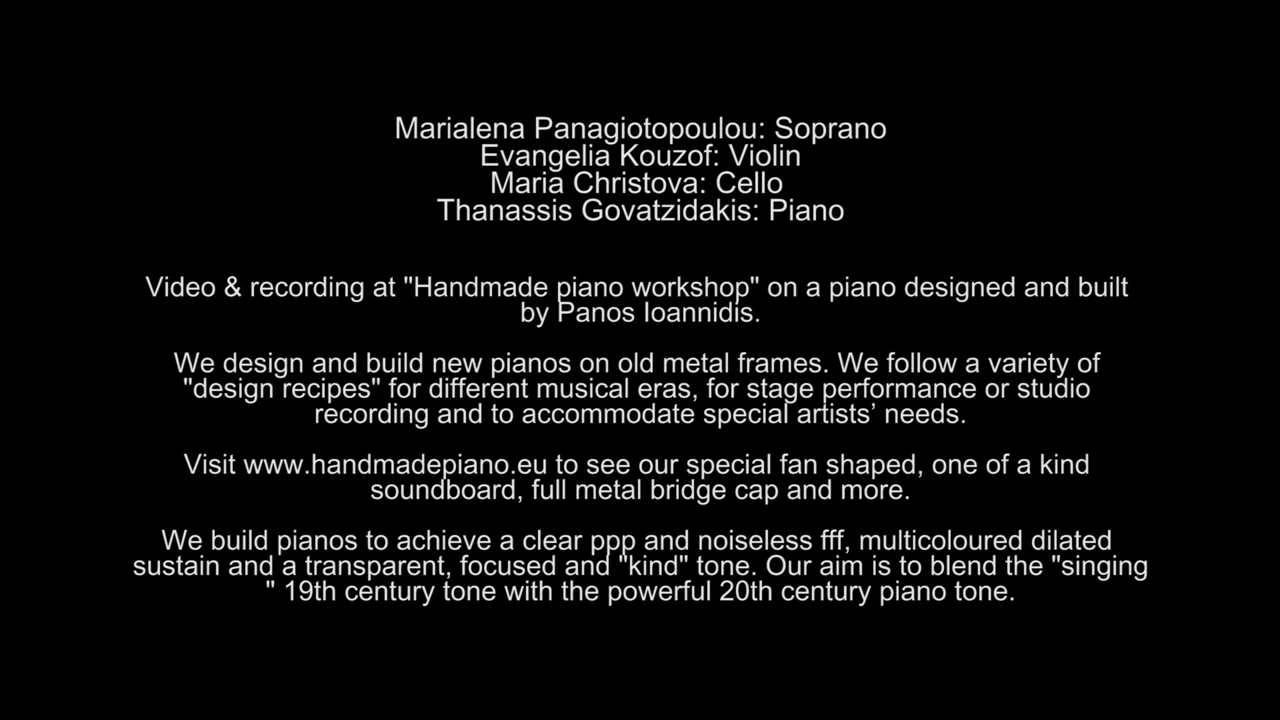 Marialena Panagiotopoulou: Soprano
Evangelia Kouzof: Violin
Maria Christova: Cello
Thanassis Govatzidakis: Piano
Video & recording at "Handmade piano workshop" on a piano designed and built
by Panos Ioannidis.
We design and build new pianos on old metal frames. We follow a variety of
"design recipes" for different musical eras, for stage performance or studio
recording and to accommodate special artists’ needs.
Visit www.handmadepiano.eu to see our special fan shaped, one of a kind
soundboard, full metal bridge cap and more.
We build pianos to achieve a clear ppp and noiseless fff, multicoloured dilated
sustain and a transparent, focused and "kind" tone. Our aim is to blend the "singing
" 19th century tone with the powerful 20th century piano tone.